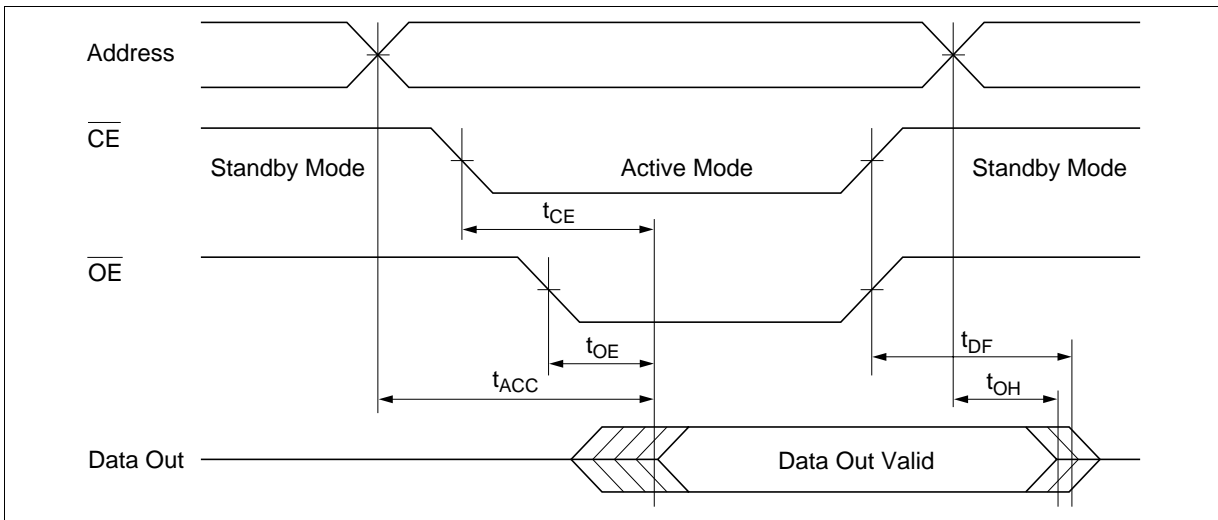 Address
CE
Standby Mode
Active Mode
Standby Mode
tCE
OE
tOE
tDF
tACC
tOH
Data Out
Data Out Valid